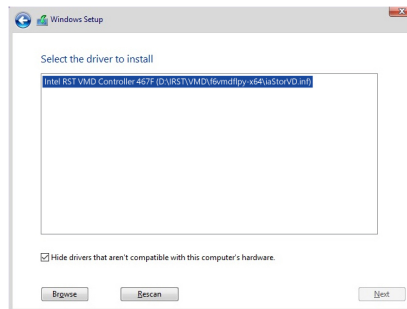 Windows Setup
Select the driver to install
Intel RST VMD Controller 467F (D:\IRST\VMD\f6vmdflpy-x64\iaStorVD.inf)
Hide drivers that aren't compatible with this computer's hardware.
Browse Rescan Next